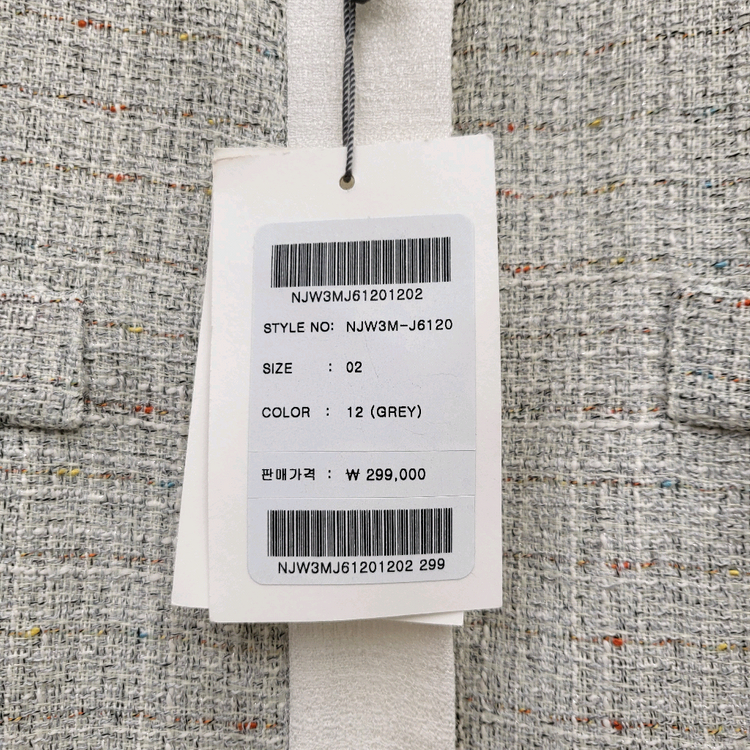 NJW3MJ61201202
STYLE NO: NJW3M-J6120
SIZE : 02
COLOR : 12 (GREY)
판매가격 : ₩ 299,000
NJW3MJ61201202 299